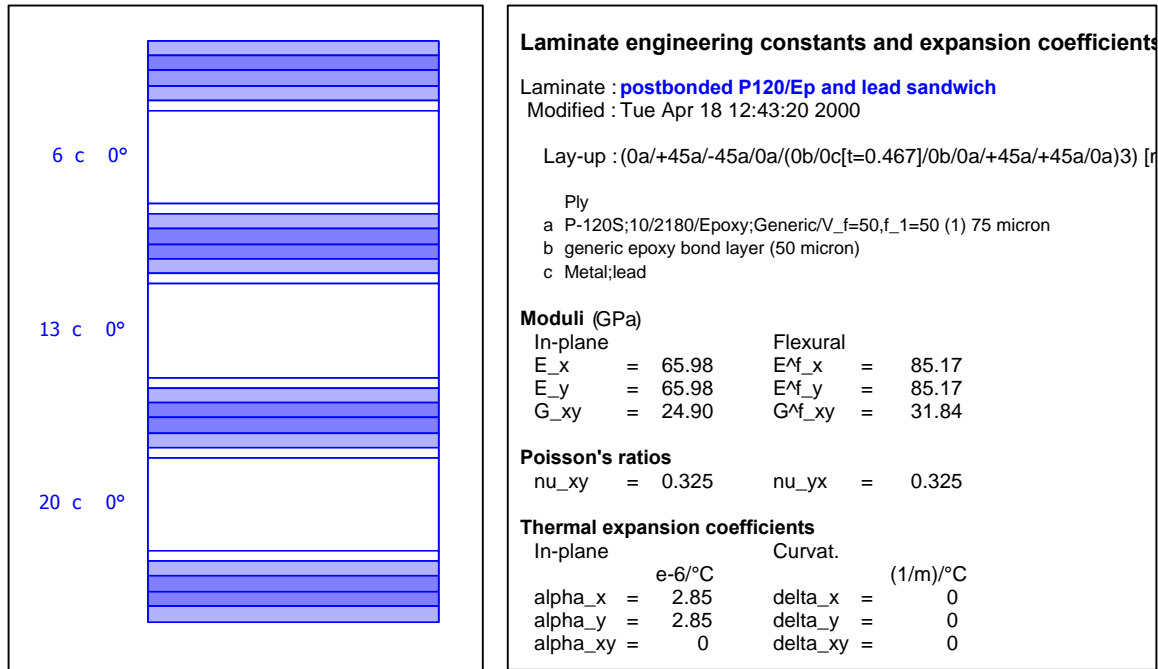 6 c 0°
13 c 0°
20 c 0°
Laminate engineering constants and expansion coefficients
Laminate : postbonded P120/Ep and lead sandwich
Modified : Tue Apr 18 12:43:20 2000
Lay-up : (0a/+45a/-45a/0a/(0b/0c[t=0.467]/0b/0a/+45a/+45a/0a)3) [r
Ply
a P-120S;10/2180/Epoxy;Generic/V_f=50,f_1=50 (1) 75 micron
b generic epoxy bond layer (50 micron)
c Metal;lead
Moduli (GPa)
In-plane Flexural
E_x = 65.98 E^f_x = 85.17
E_y = 65.98 E^f_y = 85.17
G_xy = 24.90 G^f_xy = 31.84
Poisson's ratios
nu_xy = 0.325 nu_yx = 0.325
Thermal expansion coefficients
In-plane Curvat.
e-6/°C (1/m)/°C
alpha_x = 2.85 delta_x = 0
alpha_y = 2.85 delta_y = 0
alpha_xy = 0 delta_xy = 0